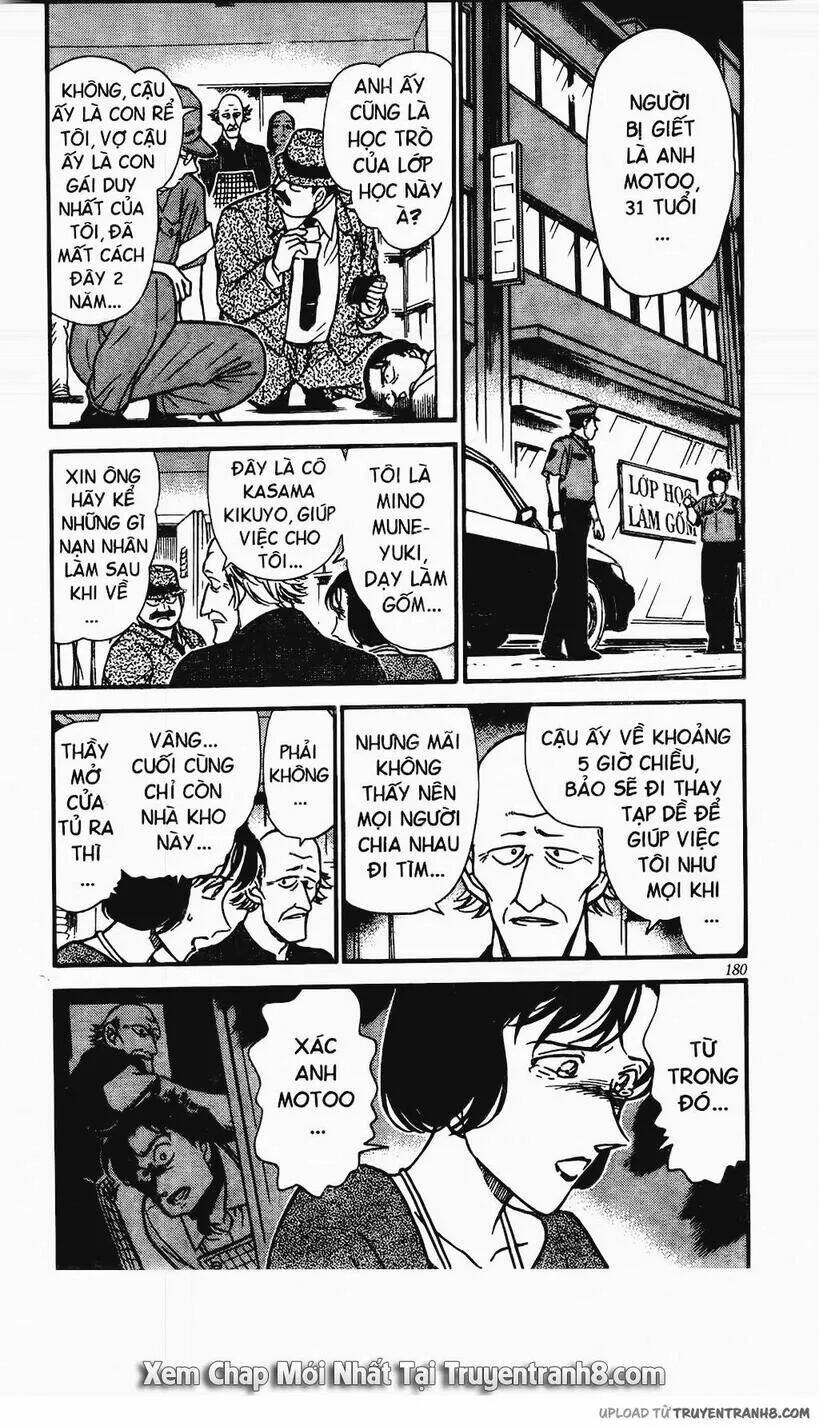 NGƯỜI
BỊ GIẾT
LÀ ANH
MOTOO,
31 TUỔI
...
LỚP HỌC
LÀM GỐM
ANH ẤY
CŨNG LÀ
HỌC TRÒ
CỦA LỚP
HỌC NÀY
À?
KHÔNG, CẬU
ẤY LÀ CON RỂ
TÔI, VỢ CẬU
ẤY LÀ CON
GÁI DUY
NHẤT CỦA
TÔI, ĐÃ
MẤT CÁCH
ĐÂY 2
NĂM...
TÔI LÀ
MINO
MUNE-
YUKI,
DẠY LÀM
GỐM...
ĐÂY LÀ CÔ
KASAMA
KIKUYO, GIÚP
VIỆC CHO
TÔI...
XIN ÔNG
HÃY KỂ
NHỮNG GÌ
NẠN NHÂN
LÀM SAU
KHI VỀ
...
CẬU ẤY VỀ KHOẢNG
5 GIỜ CHIỀU,
BẢO SẼ ĐI THAY
TẠP DỀ ĐỂ
GIÚP VIỆC
TÔI NHƯ
MỌI KHI
...
NHƯNG MÃI
KHÔNG
THẤY NÊN
MỌI NGƯỜI
CHIA NHAU
ĐI TÌM...
PHẢI
KHÔNG
...
VÂNG...
CUỐI CÙNG
CHỈ CÒN
NHÀ KHO
NÀY...
THẦY
MỞ
CỬA
TỦ RA
THÌ
...
180
TỪ
TRONG
ĐÓ...
XÁC
ANH
MOTOO
...
Xem Chap Mới Nhất Tại Truyentranh8.com
UPLOAD TỪ TRUYENTRANH8.COM